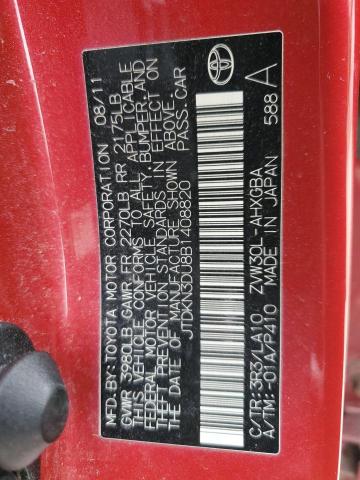 MFD.BY: TOYOTA MOTOR CORPORATION 08/11
GVWR 3980LB GAWR FR 2270LB RR 2175LB
THIS VEHICLE CONFORMS TO ALL APPLICABLE
FEDERAL MOTOR VEHICLE SAFETY, BUMPER, AND
THEFT PREVENTION STANDARDS IN EFFECT ON
THE DATE OF MANUFACTURE SHOWN ABOVE.
JTDKN3DU8B1408820 PASS.CAR
C/TR: 3R3/LA10 ZVW30L-AHXGBA
A/TM: -01A/P410 MADE IN JAPAN
588 A